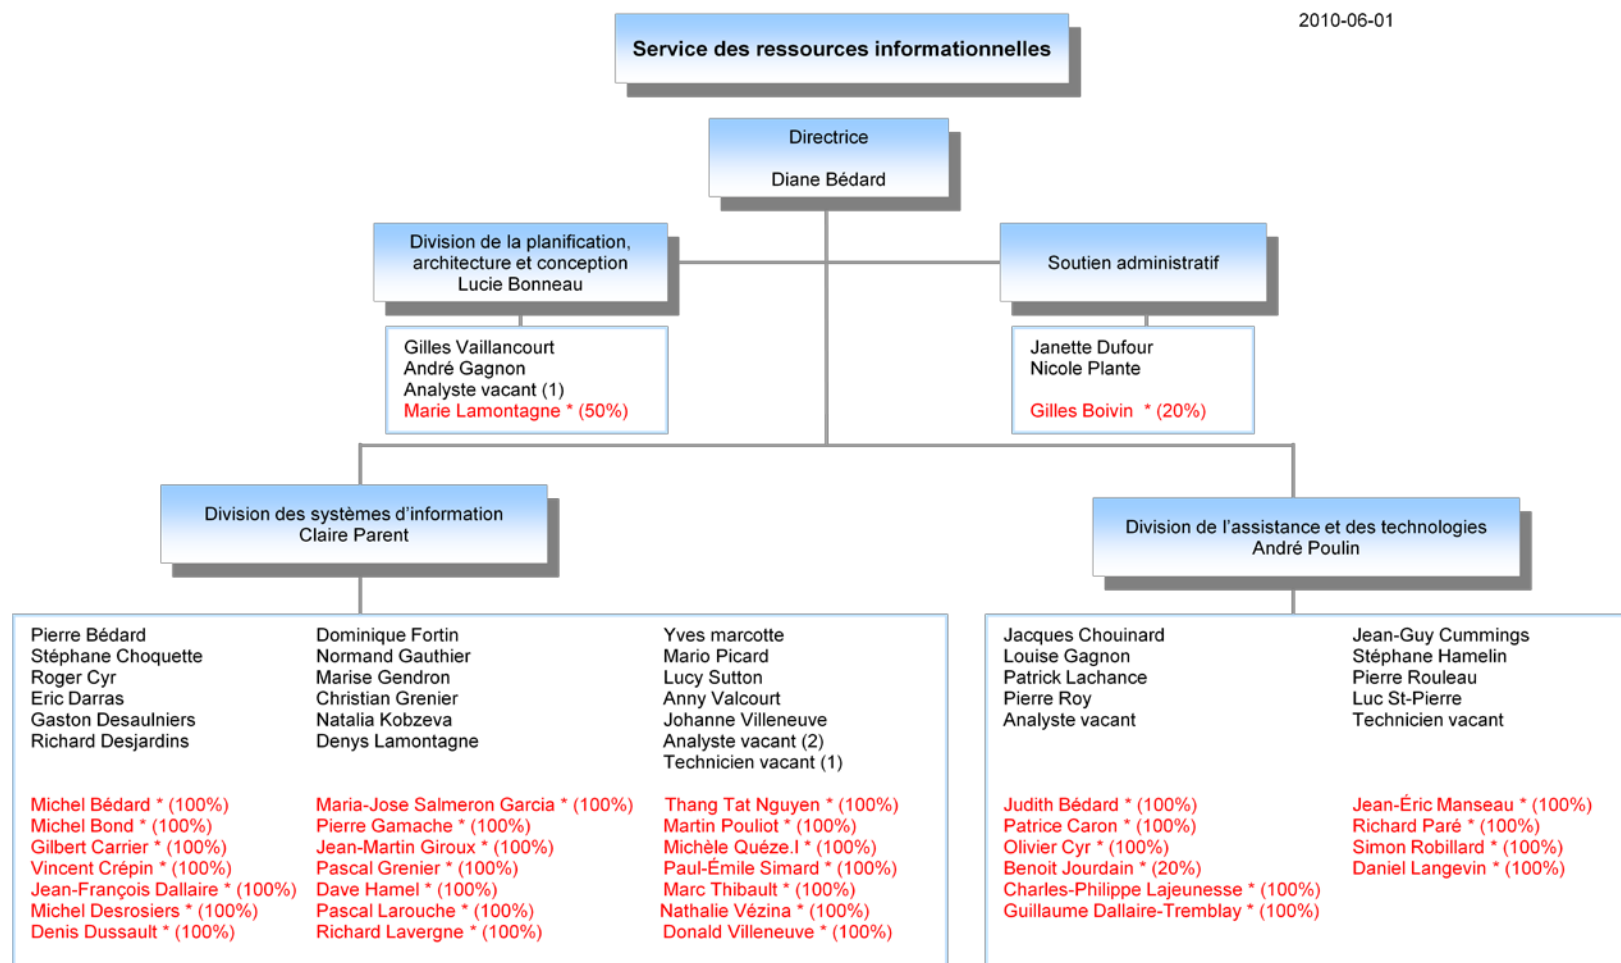 2010-06-01
Service des ressources informationnelles
Directrice
Diane Bédard
Division de la planification,
architecture et conception
Lucie Bonneau
Soutien administratif
Gilles Vaillancourt
André Gagnon
Analyste vacant (1)
Marie Lamontagne * (50%)
Janette Dufour
Nicole Plante
Gilles Boivin * (20%)
Division des systèmes d'information
Claire Parent
Division de l'assistance et des technologies
André Poulin
Pierre Bédard
Stéphane Choquette
Roger Cyr
Eric Darras
Gaston Desaulniers
Richard Desjardins
Michel Bédard * (100%)
Michel Bond * (100%)
Gilbert Carrier * (100%)
Vincent Crépin * (100%)
Jean-François Dallaire * (100%)
Michel Desrosiers * (100%)
Denis Dussault * (100%)
Dominique Fortin
Normand Gauthier
Marise Gendron
Christian Grenier
Natalia Kobzeva
Denys Lamontagne
Maria-Jose Salmeron Garcia * (100%)
Pierre Gamache * (100%)
Jean-Martin Giroux * (100%)
Pascal Grenier * (100%)
Dave Hamel * (100%)
Pascal Larouche * (100%)
Richard Lavergne * (100%)
Yves marcotte
Mario Picard
Lucy Sutton
Anny Valcourt
Johanne Villeneuve
Analyste vacant (2)
Technicien vacant (1)
Thang Tat Nguyen * (100%)
Martin Pouliot * (100%)
Michèle Quéze.l * (100%)
Paul-Émile Simard * (100%)
Marc Thibault * (100%)
Nathalie Vézina * (100%)
Donald Villeneuve * (100%)
Jacques Chouinard
Louise Gagnon
Patrick Lachance
Pierre Roy
Analyste vacant
Judith Bédard * (100%)
Patrice Caron * (100%)
Olivier Cyr * (100%)
Benoit Jourdain * (20%)
Charles-Philippe Lajeunesse * (100%)
Guillaume Dallaire-Tremblay * (100%)
Jean-Guy Cummings
Stéphane Hamelin
Pierre Rouleau
Luc St-Pierre
Technicien vacant
Jean-Éric Manseau * (100%)
Richard Paré * (100%)
Simon Robillard * (100%)
Daniel Langevin * (100%)